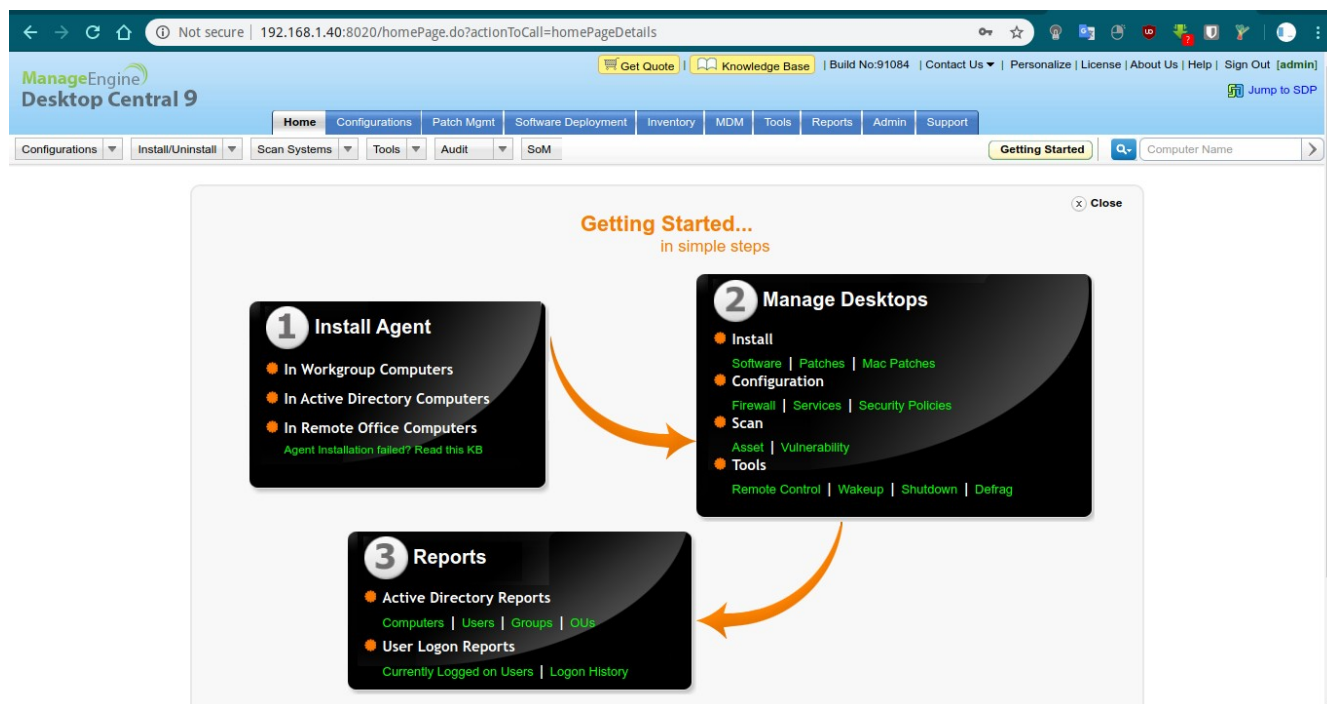 Not secure | 192.168.1.40:8020/homePage.do?actionToCall=homePageDetails
ManageEngine
Desktop Central 9
Get Quote | Knowledge Base | Build No:91084 | Contact Us | Personalize | License | About Us | Help | Sign Out [admin]
Jump to SDP
Home Configurations Patch Mgmt Software Deployment Inventory MDM Tools Reports Admin Support
Configurations Install/Uninstall Scan Systems Tools Audit SoM Getting Started Computer Name
x Close
Getting Started...
in simple steps
1 Install Agent
In Workgroup Computers
In Active Directory Computers
In Remote Office Computers
Agent Installation failed? Read this KB
2 Manage Desktops
Install
Software | Patches | Mac Patches
Configuration
Firewall | Services | Security Policies
Scan
Asset | Vulnerability
Tools
Remote Control | Wakeup | Shutdown | Defrag
3 Reports
Active Directory Reports
Computers | Users | Groups | OUs
User Logon Reports
Currently Logged on Users | Logon History